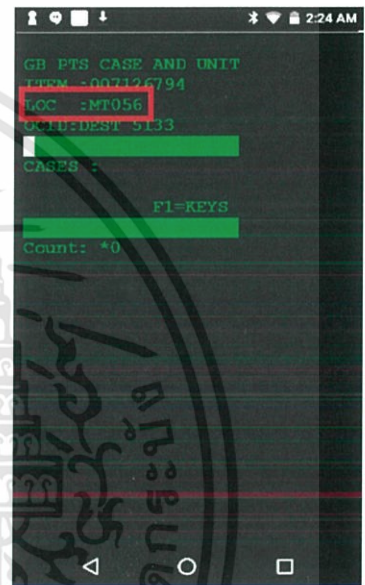 2:24 AM
GB PTS CASE AND UNIT
ITEM :007126794
LOC :MT056
OCID:DEST 5133
CASES :
F1=KEYS
Count: *0